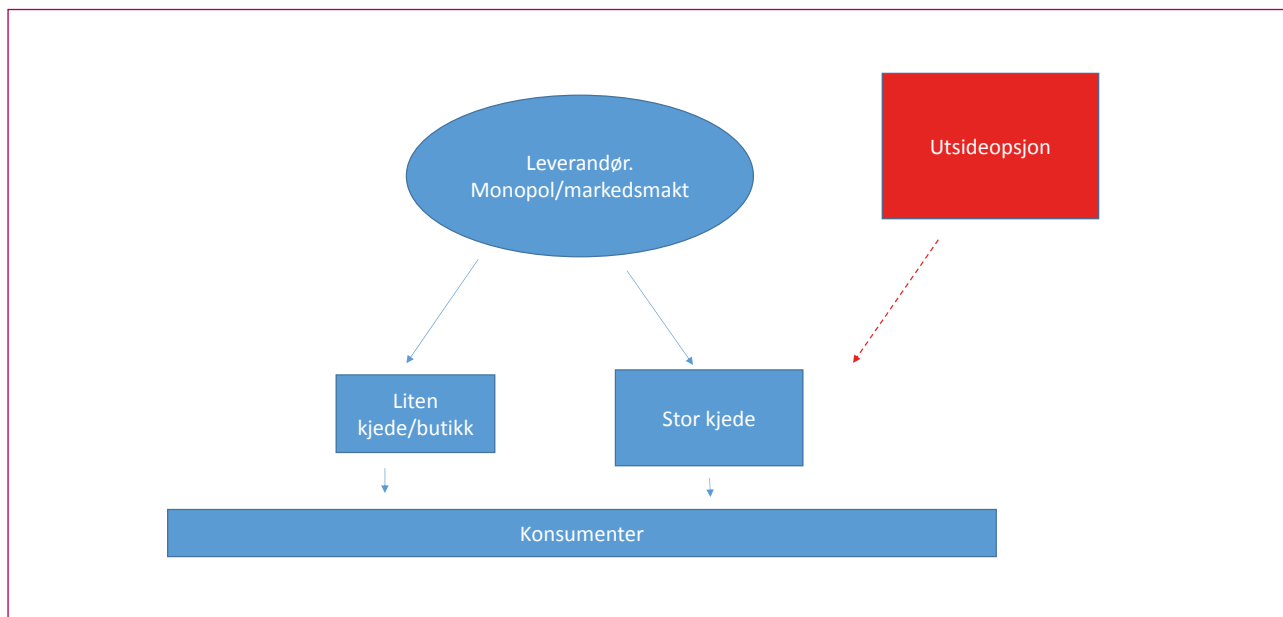 Leverandør.
Monopol/markedsmakt
Utsideopsjon
Liten
kjede/butikk
Stor kjede
Konsumenter